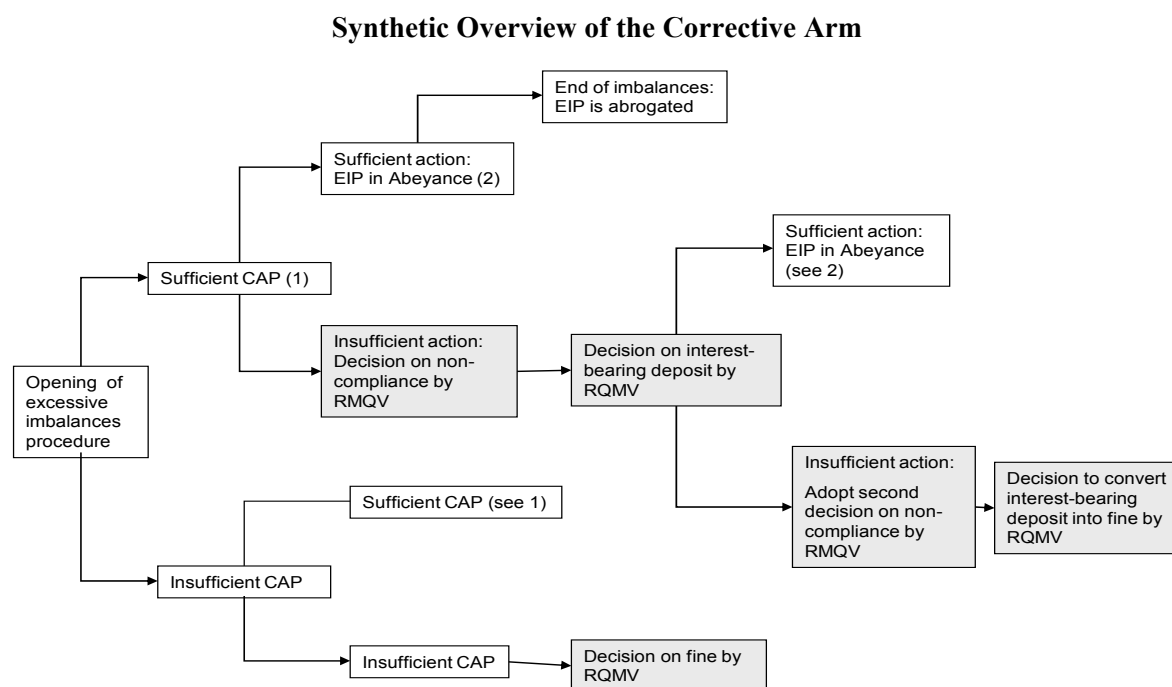 Synthetic Overview of the Corrective Arm
End of imbalances:
EIP is abrogated
Sufficient action:
EIP in Abeyance (2)
Sufficient action:
EIP in Abeyance
(see 2)
Sufficient CAP (1)
Insufficient action:
Decision on non-
compliance by
RMQV
Decision on interest-
bearing deposit by
RQMV
Opening of
excessive
imbalances
procedure
Insufficient action:
Adopt second
decision on non-
compliance by
RMQV
Decision to convert
interest-bearing
deposit into fine by
RQMV
Sufficient CAP (see 1)
Insufficient CAP
Insufficient CAP
Decision on fine by
RQMV